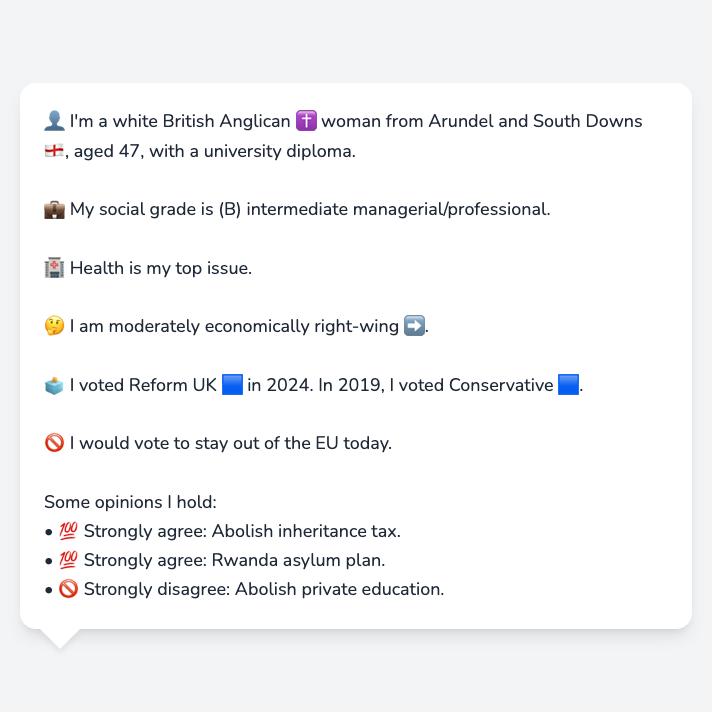 👤 I'm a white British Anglican ✝️ woman from Arundel and South Downs
🏴󠁧󠁢󠁥󠁮󠁧󠁿, aged 47, with a university diploma.
💼 My social grade is (B) intermediate managerial/professional.
🏥 Health is my top issue.
🤔 I am moderately economically right-wing ➡️.
🗳️ I voted Reform UK 🟦 in 2024. In 2019, I voted Conservative 🟦.
🚫 I would vote to stay out of the EU today.
Some opinions I hold:
• 💯 Strongly agree: Abolish inheritance tax.
• 💯 Strongly agree: Rwanda asylum plan.
• 🚫 Strongly disagree: Abolish private education.